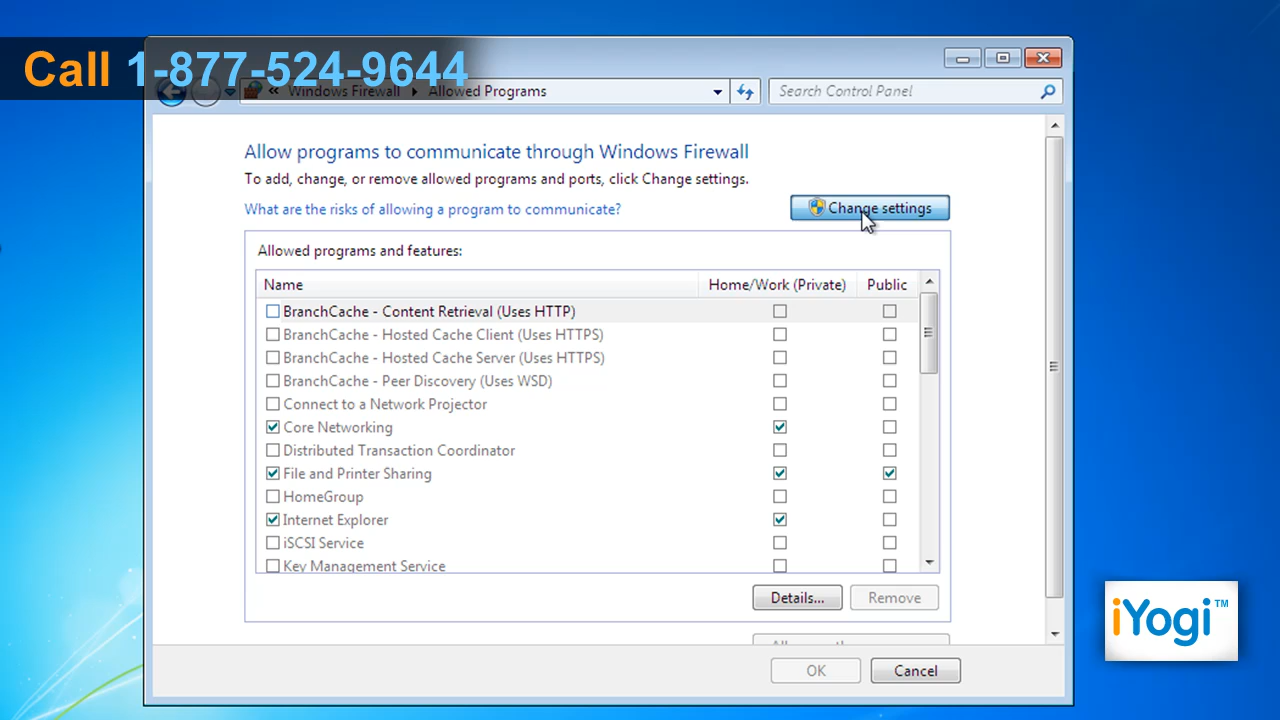 Call 1-877-524-9644
« Windows Firewall ▸ Allowed Programs
Search Control Panel
Allow programs to communicate through Windows Firewall
To add, change, or remove allowed programs and ports, click Change settings.
What are the risks of allowing a program to communicate?
Change settings
Allowed programs and features:
Name Home/Work (Private) Public
BranchCache - Content Retrieval (Uses HTTP)
BranchCache - Hosted Cache Client (Uses HTTPS)
BranchCache - Hosted Cache Server (Uses HTTPS)
BranchCache - Peer Discovery (Uses WSD)
Connect to a Network Projector
Core Networking
Distributed Transaction Coordinator
File and Printer Sharing
HomeGroup
Internet Explorer
iSCSI Service
Key Management Service
Details... Remove
OK Cancel
iYogi™